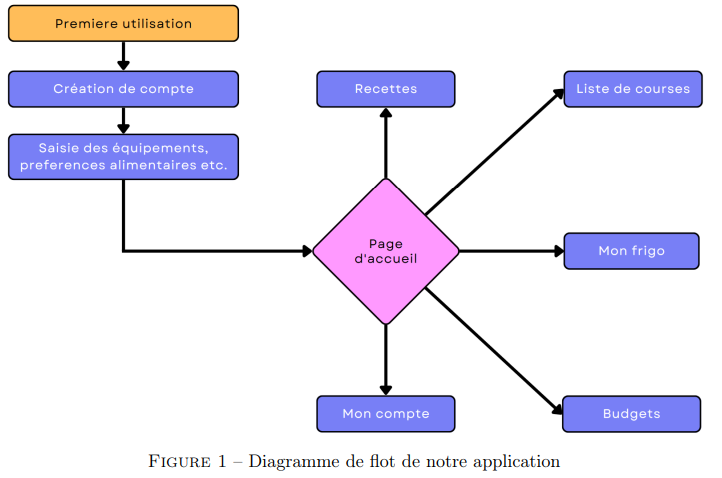 Premiere utilisation
Création de compte
Saisie des équipements,
preferences alimentaires etc.
Recettes
Liste de courses
Page
d'accueil
Mon frigo
Mon compte
Budgets
FIGURE 1 – Diagramme de flot de notre application